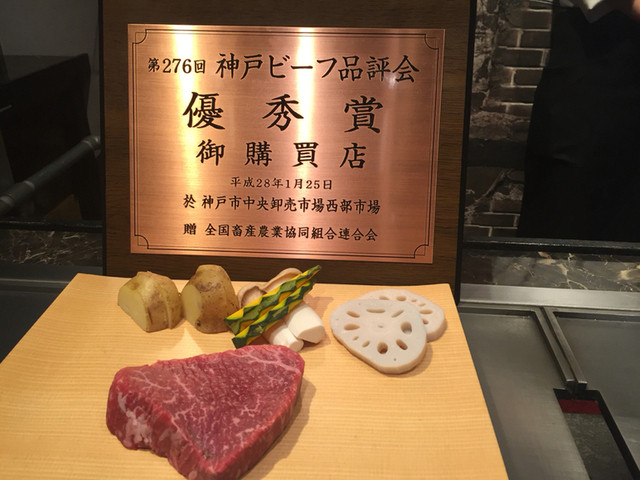 第276回 神戸ビーフ品評会
優秀賞
御購買店
平成28年1月25日
於 神戸市中央卸売市場西部市場
贈 全国畜産農業協同組合連合会